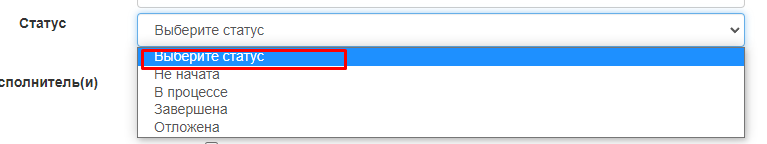 Статус
Выберите статус
Выберите статус
Не начата
сполнитель(и)
В процессе
Завершена
Отложена